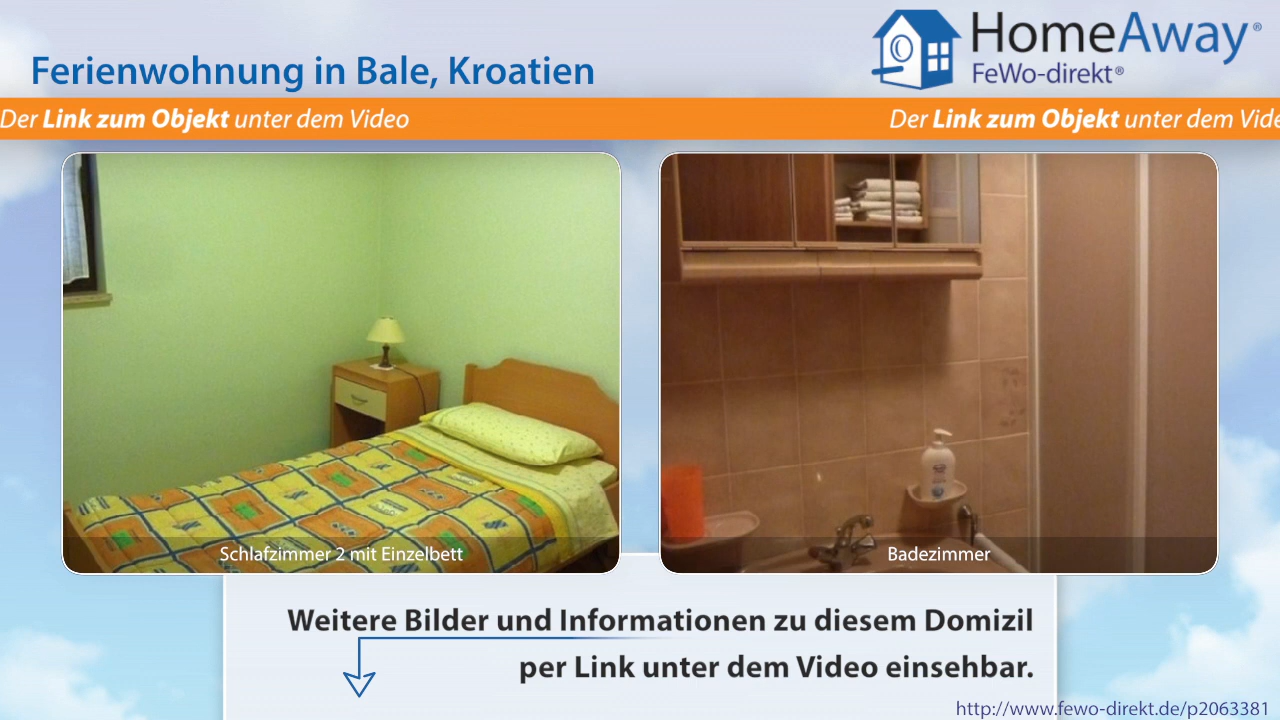 HomeAway®
FeWo-direkt®
Ferienwohnung in Bale, Kroatien
Der Link zum Objekt unter dem Video
Der Link zum Objekt unter dem Vide
Schlafzimmer 2 mit Einzelbett
Badezimmer
Weitere Bilder und Informationen zu diesem Domizil
per Link unter dem Video einsehbar.
http://www.fewo-direkt.de/p2063381